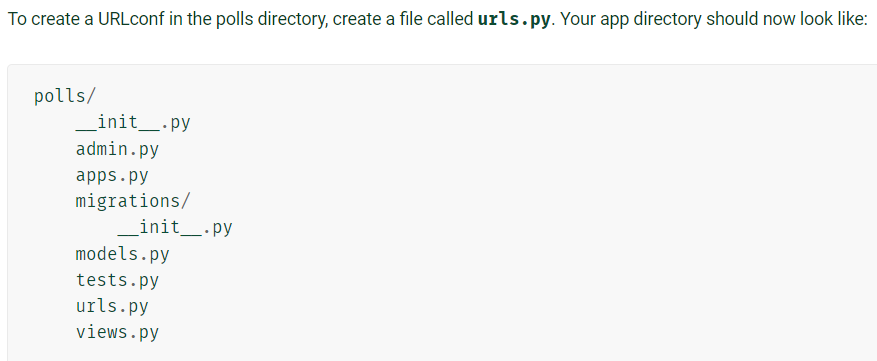 To create a URLconf in the polls directory, create a file called urls.py. Your app directory should now look like:
polls/
    __init__.py
    admin.py
    apps.py
    migrations/
        __init__.py
    models.py
    tests.py
    urls.py
    views.py